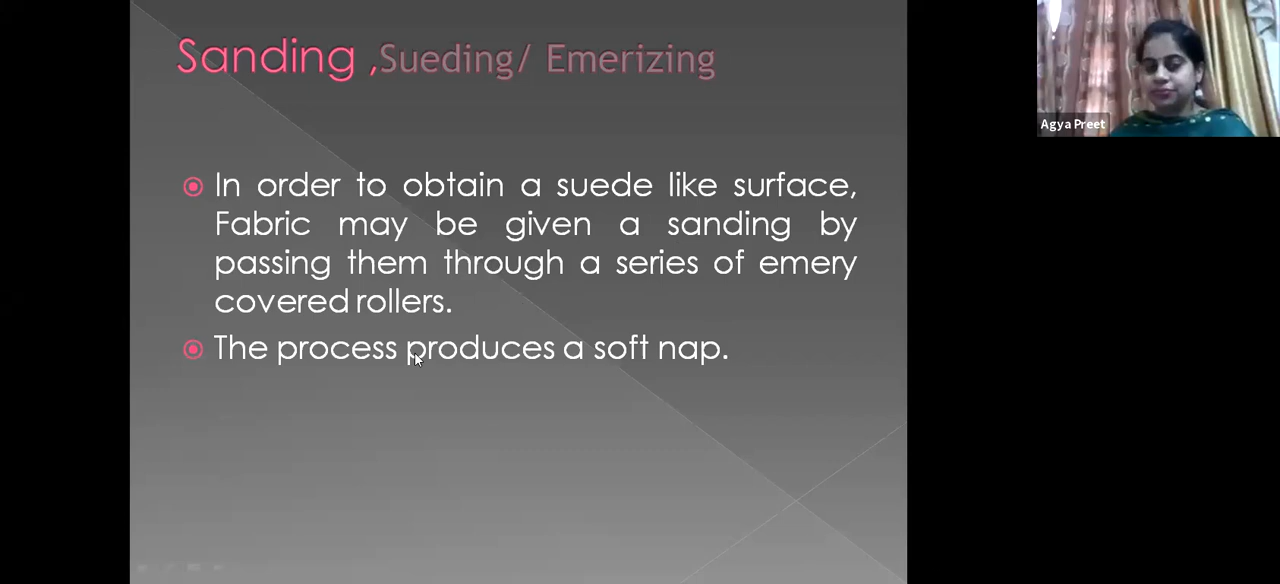 Sanding ,Sueding/ Emerizing
Agya Preet
In order to obtain a suede like surface,
Fabric may be given a sanding by
passing them through a series of emery
covered rollers.
The process produces a soft nap.